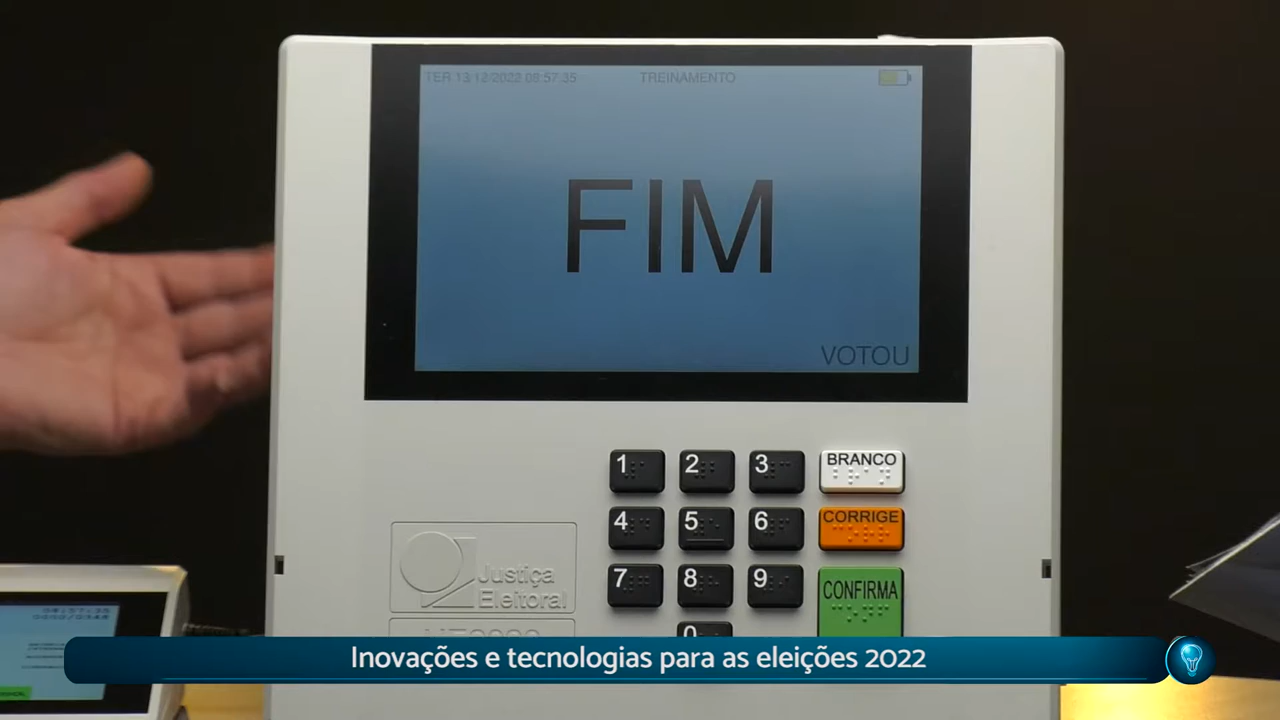 TER 13/12/2022 09:57:35 TREINAMENTO
FIM
VOTOU
1 2 3 BRANCO
4 5 6 CORRIGE
7 8 9 CONFIRMA
0
Justiça
Eleitoral
Inovações e tecnologias para as eleições 2022